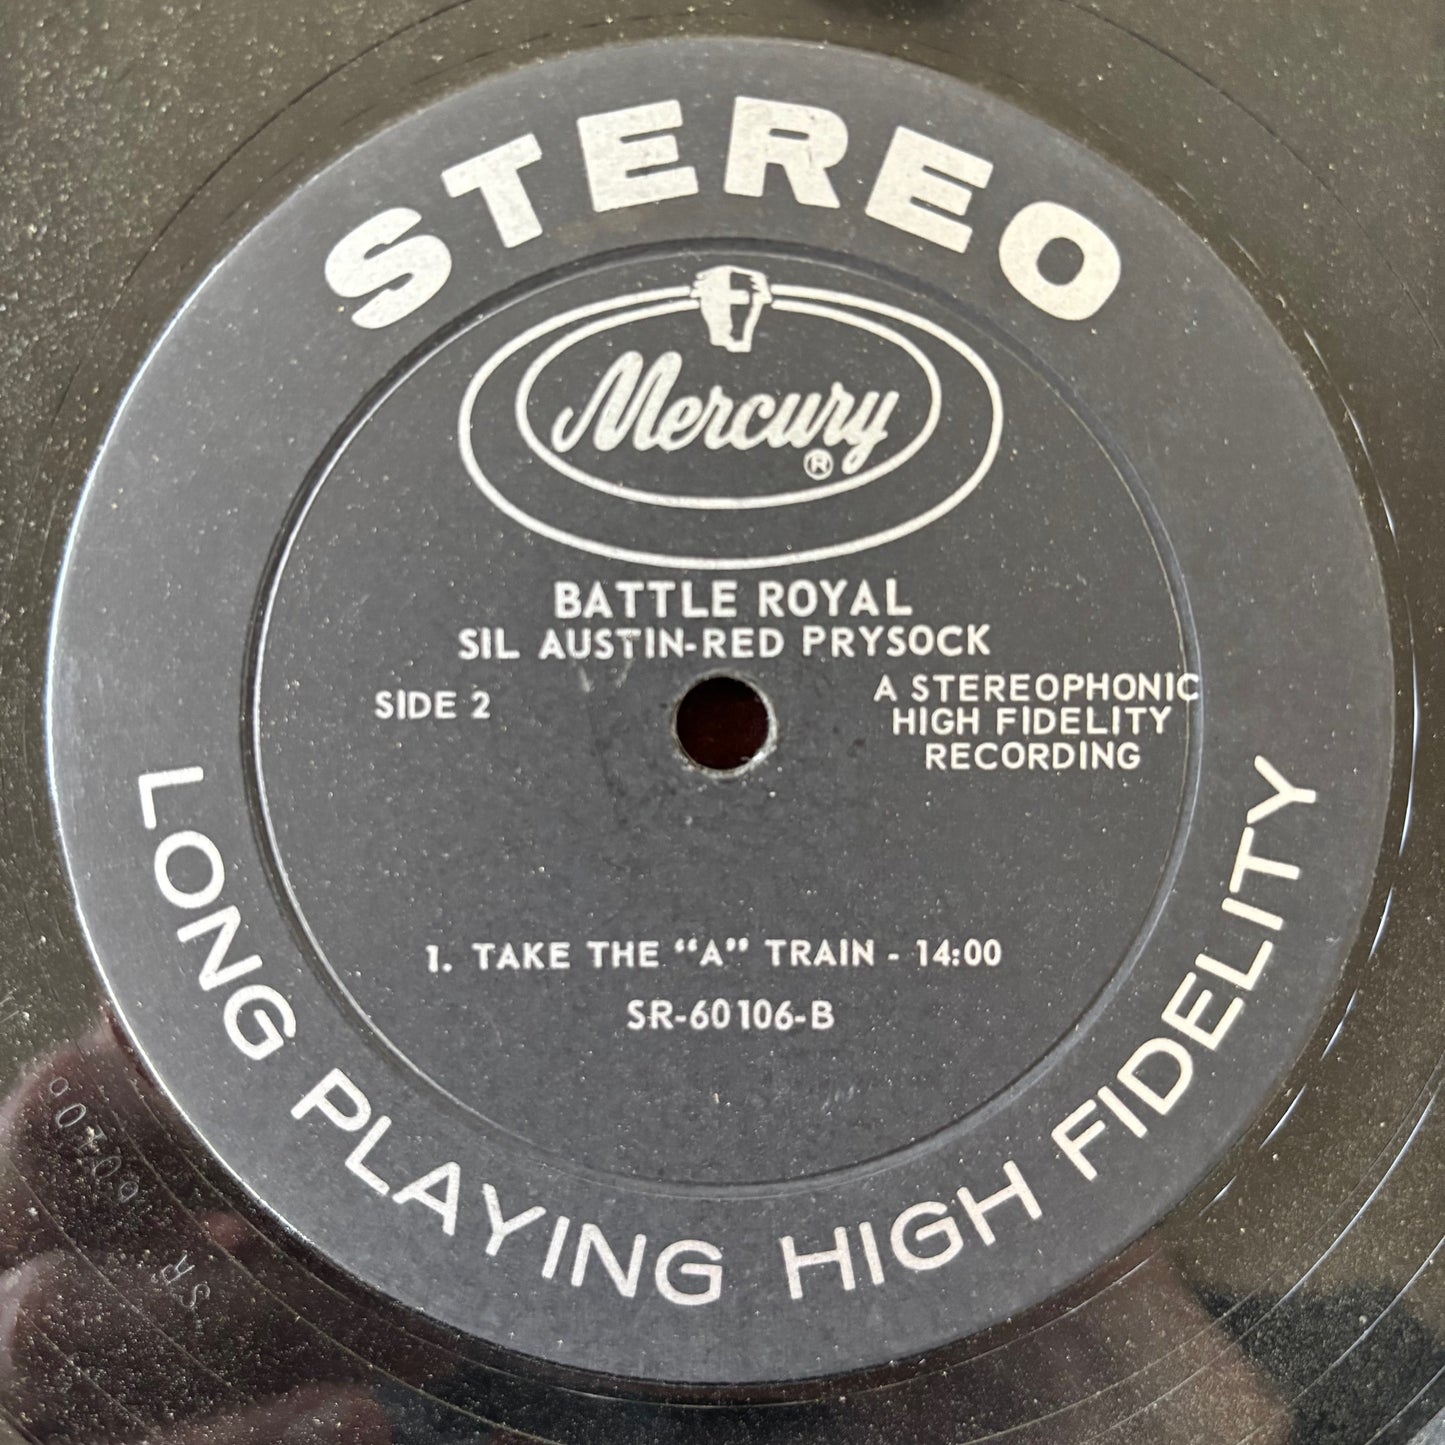 STEREO
Mercury
®
BATTLE ROYAL
SIL AUSTIN-RED PRYSOCK
SIDE 2
A STEREOPHONIC
HIGH FIDELITY
RECORDING
1. TAKE THE “A” TRAIN - 14:00
SR-60106-B
LONG PLAYING HIGH FIDELITY